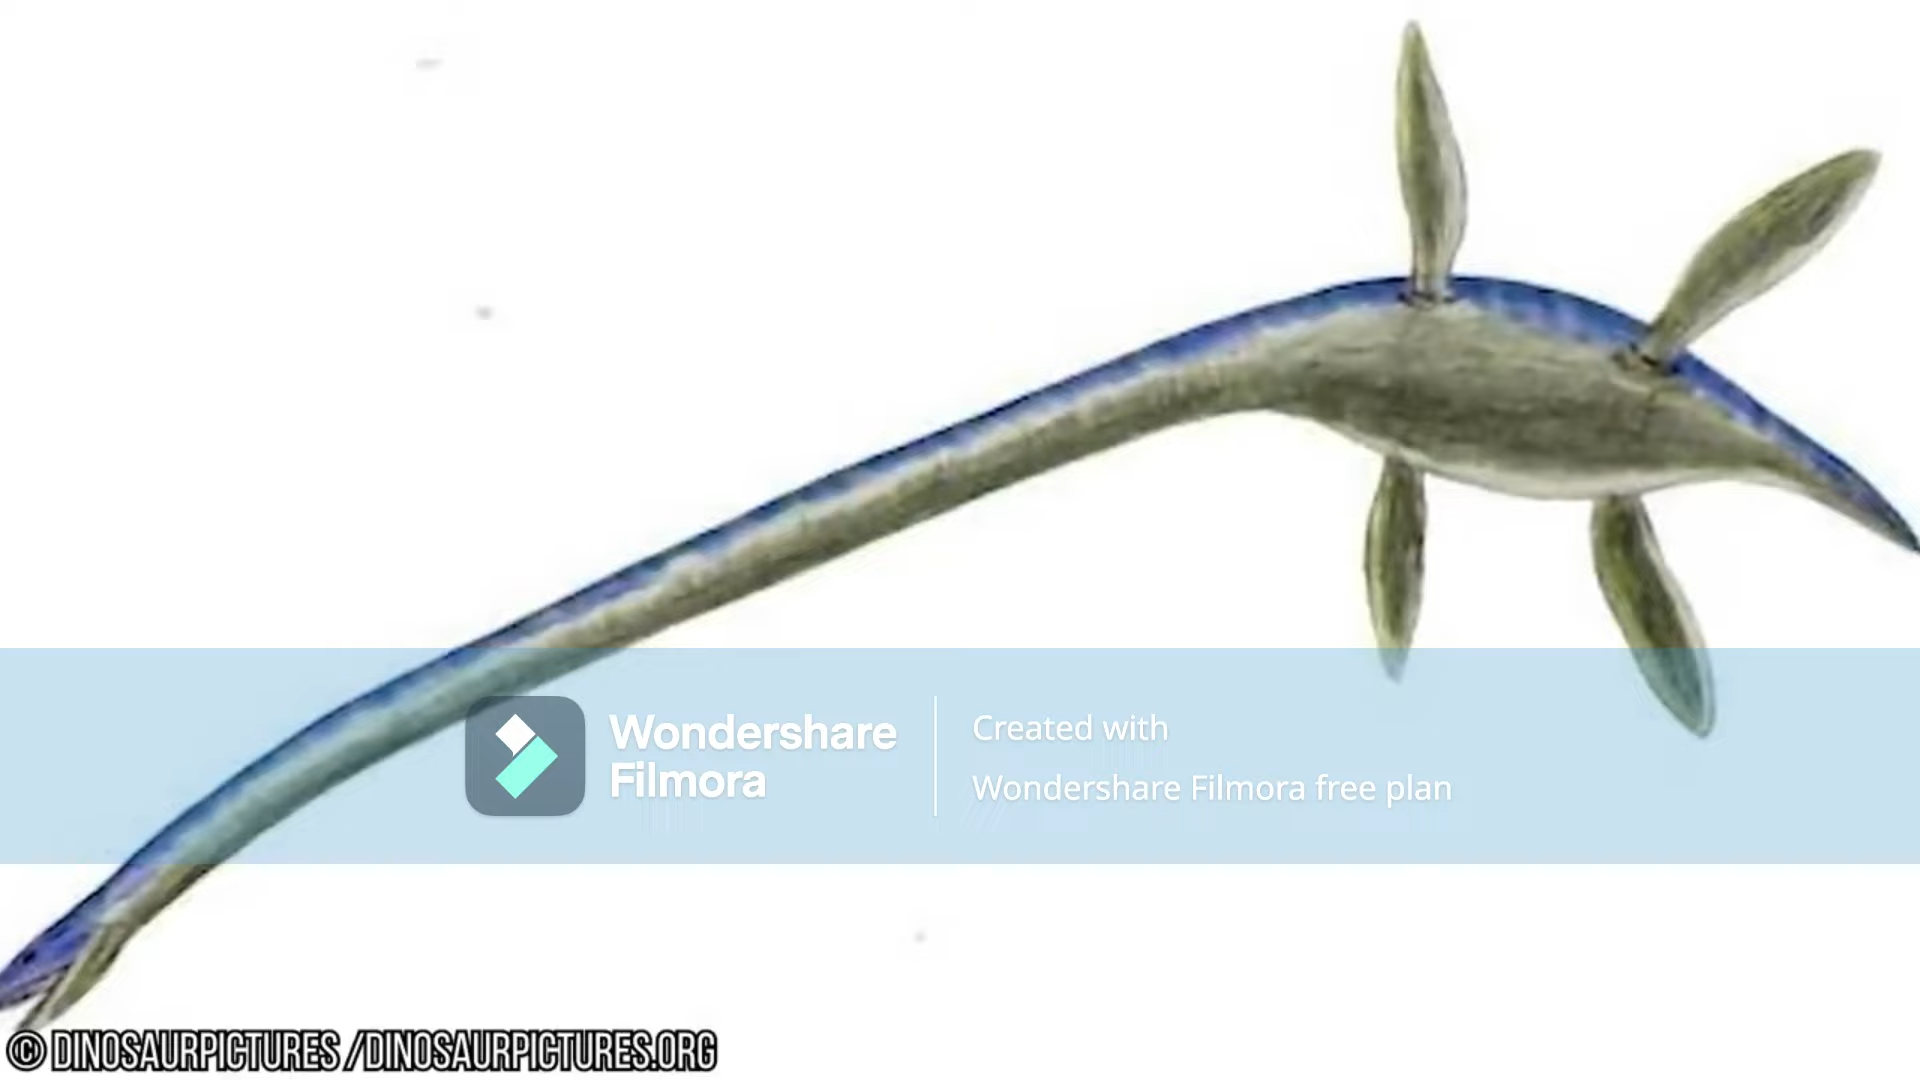 Wondershare
Filmora
Created with
Wondershare Filmora free plan
© DINOSAURPICTURES /DINOSAURPICTURES.ORG